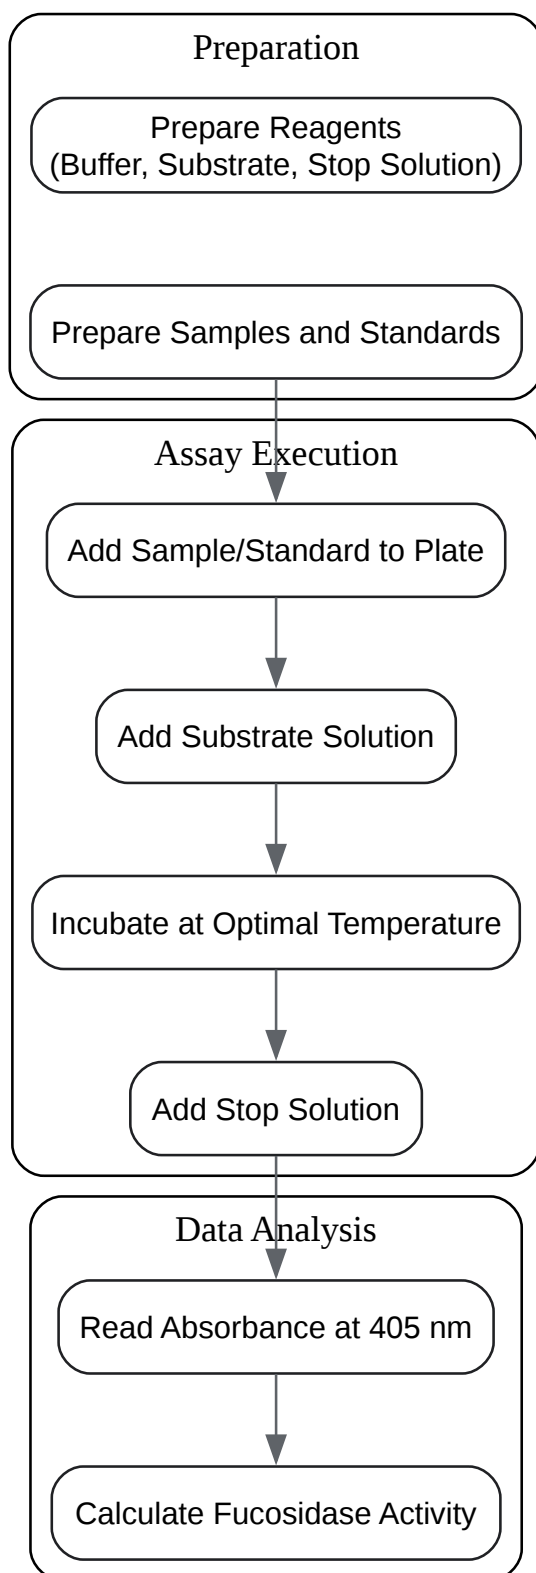 Preparation
Prepare Reagents
(Buffer, Substrate, Stop Solution)
Prepare Samples and Standards
Assay Execution
Add Sample/Standard to Plate
Add Substrate Solution
Incubate at Optimal Temperature
Add Stop Solution
Data Analysis
Read Absorbance at 405 nm
Calculate Fucosidase Activity